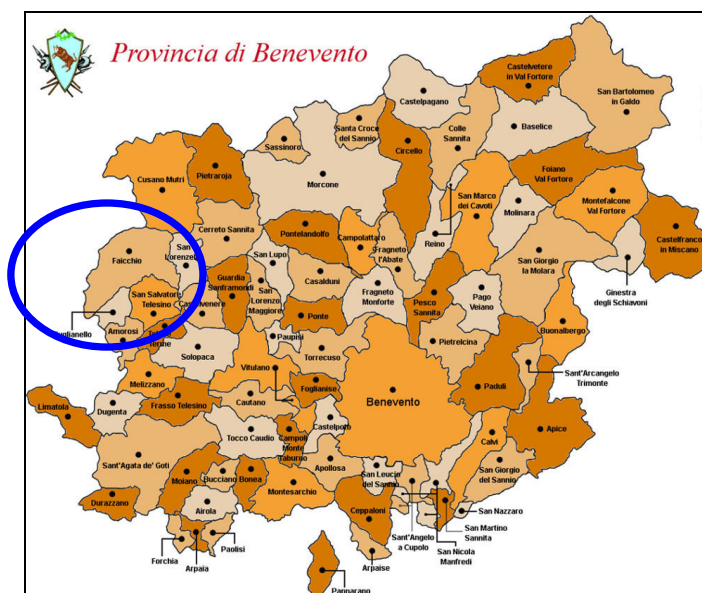 Provincia di Benevento
Castelvetere
in Val Fortore
San Bartolomeo
in Galdo
Castelpagano
Santa Croce
del Sannio
Colle
Sannita
Baselice
Sassinoro
Circello
Pietraroja
Morcone
Foiano
Val Fortore
Cusano Mutri
San Marco
dei Cavoti
Molinara
Montefalcone
Val Fortore
Cerreto Sannita
Pontelandolfo
Campolattaro
Reino
Castelfranco
in Miscano
Faicchio
San
Lorenzello
San Lupo
Fragneto
l'Abate
San Giorgio
la Molara
Guardia
Sanframondi
Casalduni
Fragneto
Monforte
Pesco
Sannita
Pago
Veiano
Ginestra
degli Schiavoni
San Salvatore
Telesino
Castelvenere
San
Lorenzo
Maggiore
Ponte
Buonalbergo
Amorosi
Paupisi
Pietrelcina
Solopaca
Torrecuso
Vitulano
Sant'Arcangelo
Trimonte
Melizzano
Foglianise
Paduli
Limatola
Dugenta
Frasso Telesino
Cautano
Benevento
Castelpoto
Tocco Caudio
Campoli
Monte
Taburno
Calvi
Apice
Sant'Agata de' Goti
Apollosa
San Leucio
del Sannio
San Giorgio
del Sannio
Moiano
Bucciano
Bonea
Montesarchio
Durazzano
Airola
Ceppaloni
San Nazzaro
San Martino
Sannita
Sant'Angelo
a Cupolo
San Nicola
Manfredi
Forchia
Arpaia
Paolisi
Arpaise
Pannarano